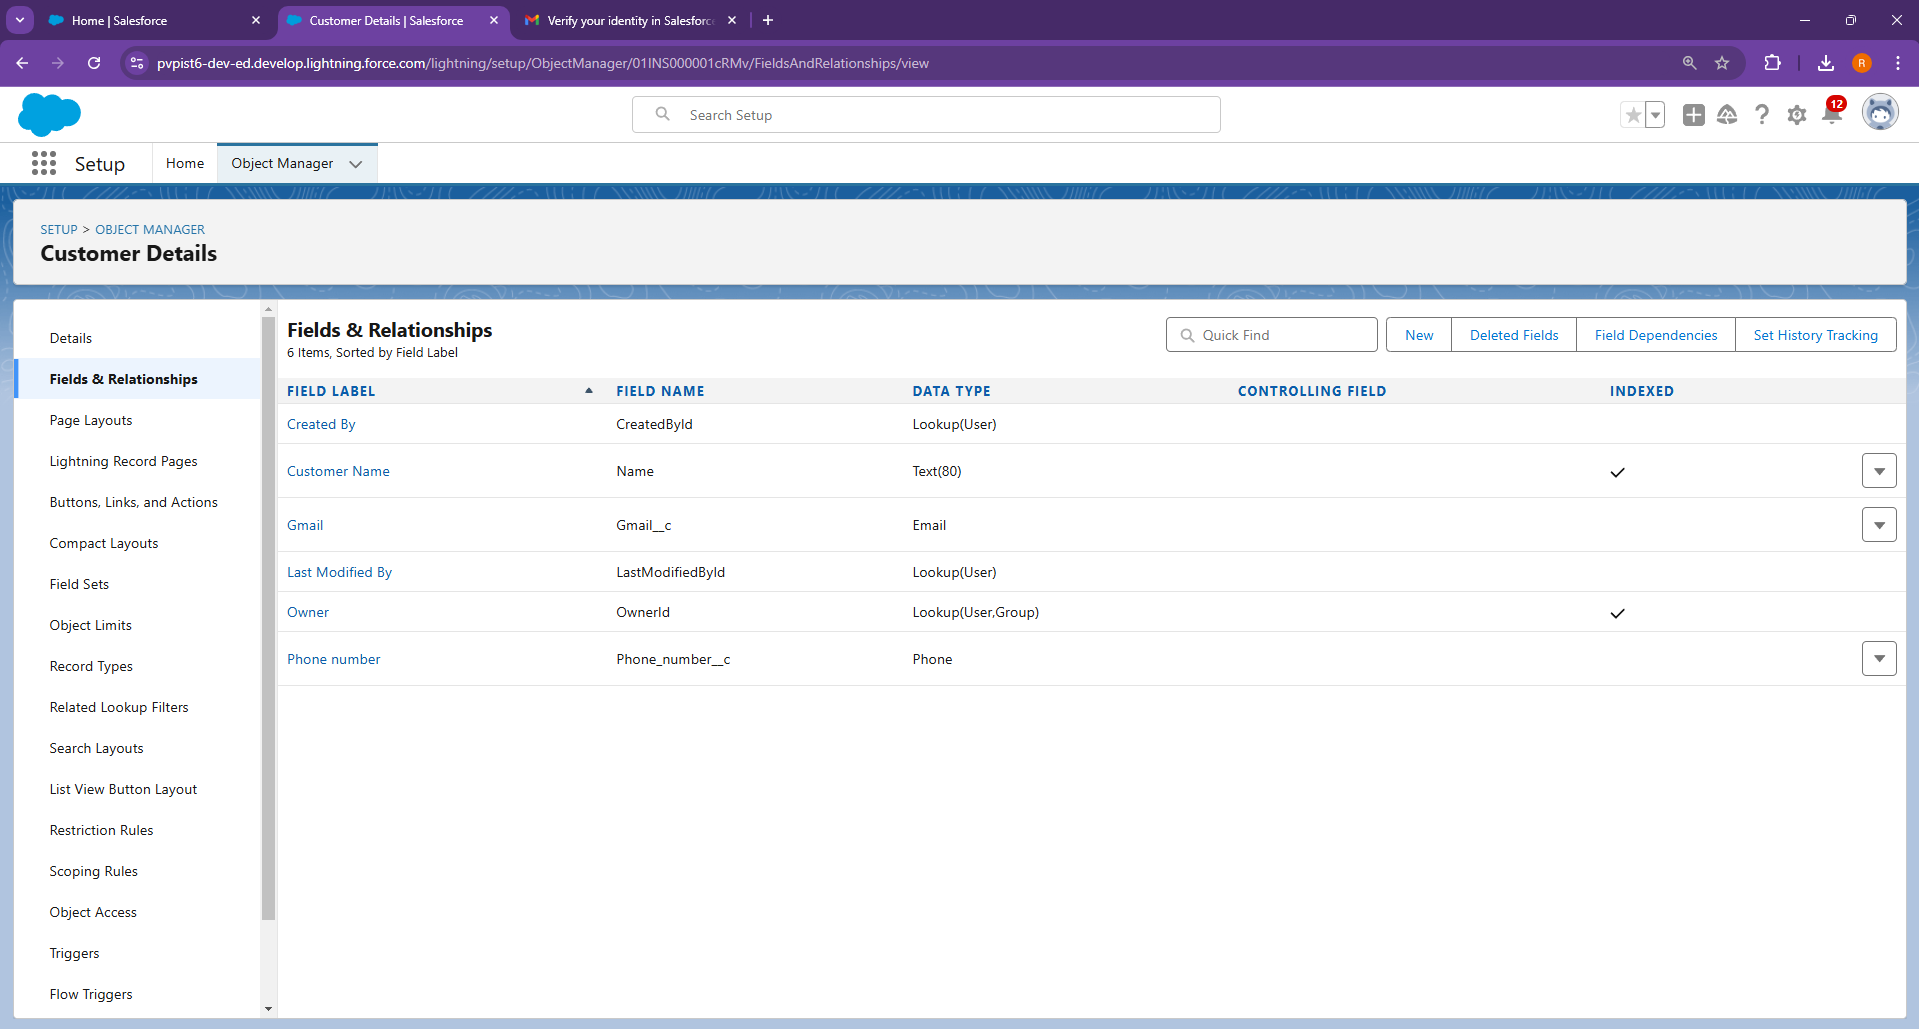 Home | Salesforce
Customer Details | Salesforce
Verify your identity in Salesforc
pvpist6-dev-ed.develop.lightning.force.com/lightning/setup/ObjectManager/01INS000001cRMv/FieldsAndRelationships/view
R
Search Setup
12
Setup
Home
Object Manager
SETUP > OBJECT MANAGER
Customer Details
Details
Fields & Relationships
Page Layouts
Lightning Record Pages
Buttons, Links, and Actions
Compact Layouts
Field Sets
Object Limits
Record Types
Related Lookup Filters
Search Layouts
List View Button Layout
Restriction Rules
Scoping Rules
Object Access
Triggers
Flow Triggers
Fields & Relationships
6 Items, Sorted by Field Label
Quick Find
New
Deleted Fields
Field Dependencies
Set History Tracking
FIELD LABEL FIELD NAME DATA TYPE CONTROLLING FIELD INDEXED
Created By CreatedById Lookup(User)
Customer Name Name Text(80)
Gmail Gmail__c Email
Last Modified By LastModifiedById Lookup(User)
Owner OwnerId Lookup(User,Group)
Phone number Phone_number__c Phone